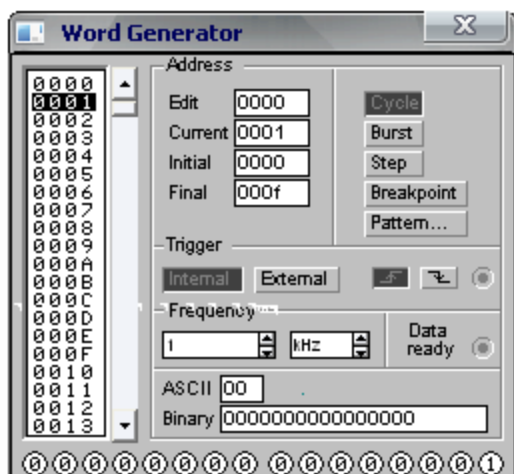 Word Generator
X
0000
0001
0002
0003
0004
0005
0006
0007
0008
0009
000A
000B
000C
000D
000E
000F
0010
0011
0012
0013
Address
Edit 0000
Current 0001
Initial 0000
Final 000f
Cycle
Burst
Step
Breakpoint
Pattern...
Trigger
Internal External
Frequency
1 kHz
Data
ready
ASCII 00
Binary 0000000000000000
0 0 0 0 0 0 0 0 0 0 0 0 0 0 0 1